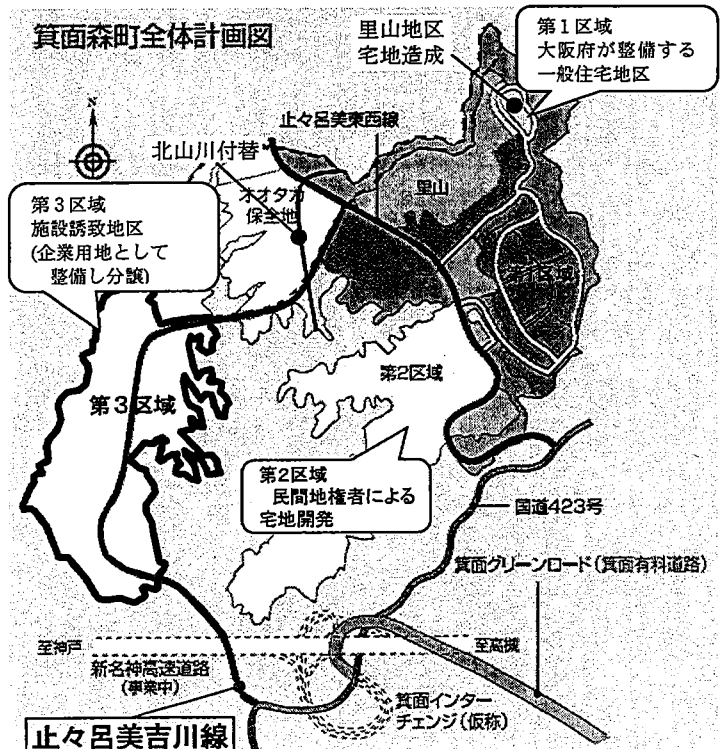 箕面森町全体計画図
里山地区
宅地造成
第1区域
大阪府が整備する
一般住宅地区
N
止々呂美東西線
北山川付替
里山
オオタカ
保全地
第3区域
施設誘致地区
(企業用地として
整備し分譲)
第1区域
第2区域
第3区域
第2区域
民間地権者による
宅地開発
国道423号
箕面グリーンロード(箕面有料道路)
至神戸
至高槻
新名神高速道路
(事業中)
箕面インター
チェンジ(仮称)
止々呂美吉川線